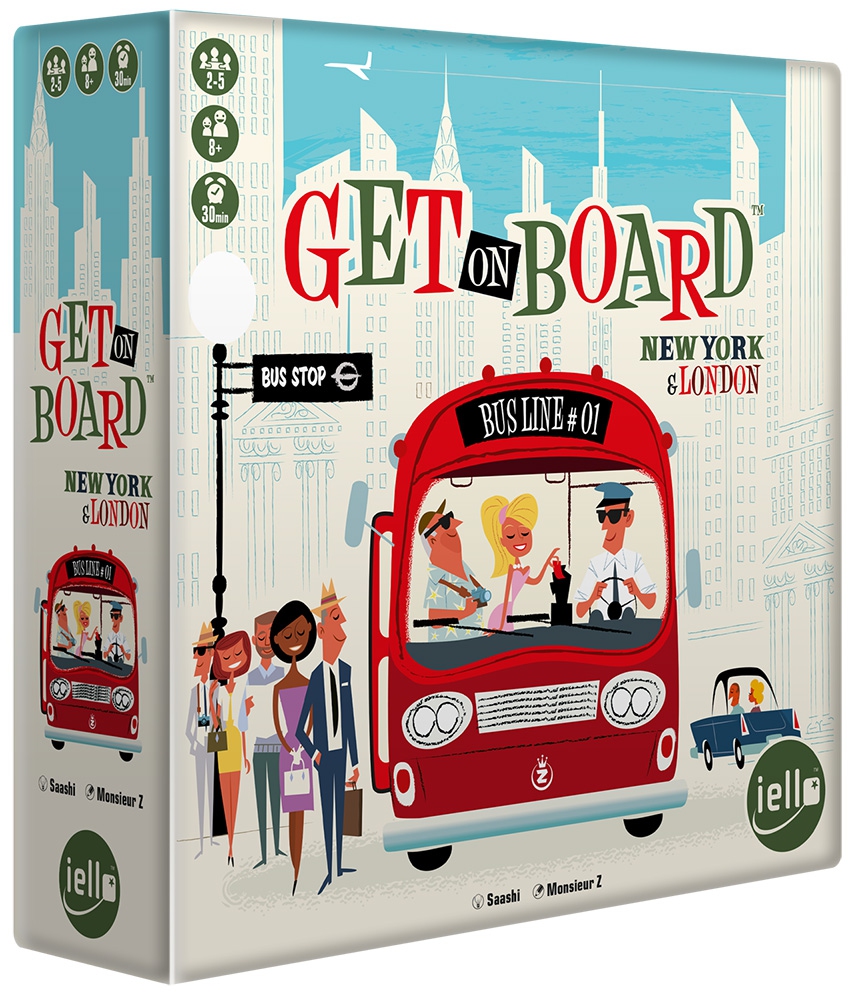 2-5
8+
30min
GET ON
BOARD™
NEW YORK
& LONDON
BUS LINE # 01
Saashi Monsieur Z
iello
2-5
8+
30min
GET ON BOARD™
NEW YORK
& LONDON
BUS STOP
BUS LINE # 01
Z
iello™
Saashi Monsieur Z